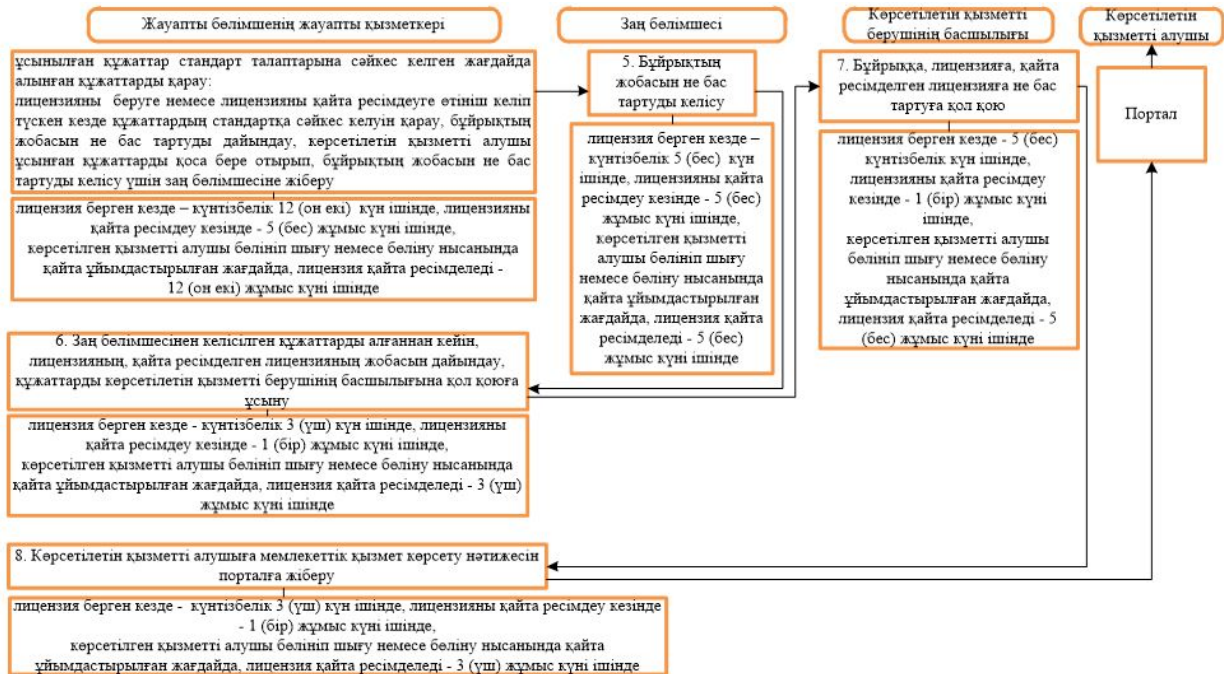 Жауапты бөлімшенің жауапты қызметкері
Заң бөлімшесі
Көрсетілетін қызметті
берушінің басшылығы
Көрсетілетін
қызметті алушы
ұсынылған құжаттар стандарт талаптарына сәйкес келген жағдайда
алынған құжаттарды қарау:
лицензияны беруге немесе лицензияны қайта ресімдеуге өтініш келіп
түскен кезде құжаттардың стандартқа сәйкес келуін қарау, бұйрықтың
жобасын не бас тартуды дайындау, көрсетілетін қызметті алушы
ұсынған құжаттарды қоса бере отырып, бұйрықтың жобасын не бас
тартуды келісу үшін заң бөлімшесіне жіберу
лицензия берген кезде – күнтізбелік 12 (он екі) күн ішінде, лицензияны
қайта ресімдеу кезінде - 5 (бес) жұмыс күні ішінде,
көрсетілген қызметті алушы бөлініп шығу немесе бөліну нысанында
қайта ұйымдастырылған жағдайда, лицензия қайта ресімделеді -
12 (он екі) жұмыс күні ішінде
5. Бұйрықтың
жобасын не бас
тартуды келісу
лицензия берген кезде –
күнтізбелік 5 (бес) күн
ішінде, лицензияны қайта
ресімдеу кезінде - 5 (бес)
жұмыс күні ішінде,
көрсетілген қызметті
алушы бөлініп шығу
немесе бөліну нысанында
қайта ұйымдастырылған
жағдайда, лицензия қайта
ресімделеді - 5 (бес)
жұмыс күні ішінде
7. Бұйрыққа, лицензияға, қайта
ресімделген лицензияға не бас
тартуға қол қою
лицензия берген кезде - 5 (бес)
күнтізбелік күн ішінде,
лицензияны қайта ресімдеу
кезінде - 1 (бір) жұмыс күні
ішінде,
көрсетілген қызметті алушы
бөлініп шығу немесе бөліну
нысанында қайта
ұйымдастырылған жағдайда,
лицензия қайта ресімделеді - 5
(бес) жұмыс күні ішінде
Портал
6. Заң бөлімшесінен келісілген құжаттарды алғаннан кейін,
лицензияның, қайта ресімделген лицензияның жобасын дайындау,
құжаттарды көрсетілетін қызметті берушінің басшылығына қол қоюға
ұсыну
лицензия берген кезде - күнтізбелік 3 (үш) күн ішінде, лицензияны
қайта ресімдеу кезінде - 1 (бір) жұмыс күні ішінде,
көрсетілген қызметті алушы бөлініп шығу немесе бөліну нысанында
қайта ұйымдастырылған жағдайда, лицензия қайта ресімделеді - 3 (үш)
жұмыс күні ішінде
8. Көрсетілетін қызметті алушыға мемлекеттік қызмет көрсету нәтижесін
порталға жіберу
лицензия берген кезде - күнтізбелік 3 (үш) күн ішінде, лицензияны қайта ресімдеу кезінде
- 1 (бір) жұмыс күні ішінде,
көрсетілген қызметті алушы бөлініп шығу немесе бөліну нысанында қайта
ұйымдастырылған жағдайда, лицензия қайта ресімделеді - 3 (үш) жұмыс күні ішінде